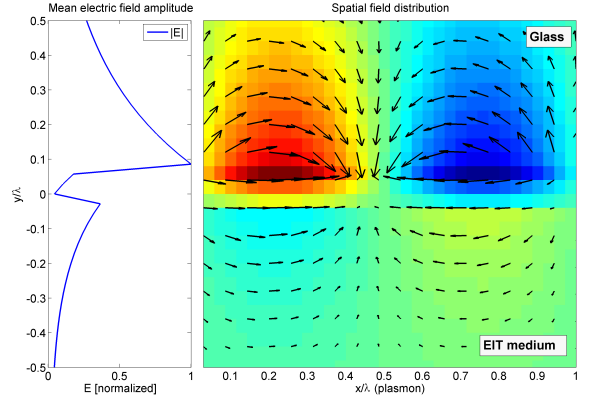 Mean electric field amplitude
Spatial field distribution
|E|
Glass
EIT medium
0.5
0.4
0.3
0.2
0.1
0
-0.1
-0.2
-0.3
-0.4
-0.5
y/λ
0 0.5 1
E [normalized]
0.1 0.2 0.3 0.4 0.5 0.6 0.7 0.8 0.9 1
x/λ (plasmon)